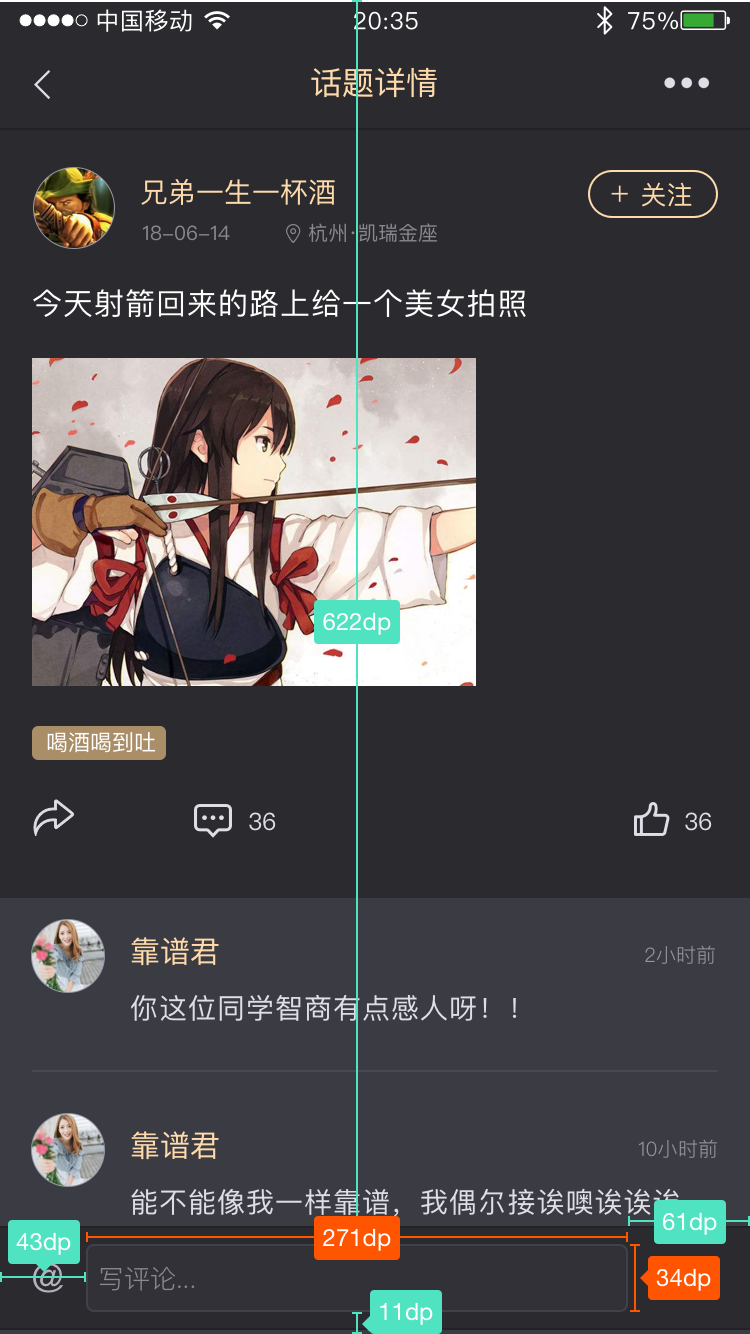 中国移动 20:35 75%
话题详情
兄弟一生一杯酒
+ 关注
18-06-14 杭州·凯瑞金座
今天射箭回来的路上给一个美女拍照
622dp
喝酒喝到吐
36 36
靠谱君 2小时前
你这位同学智商有点感人呀！！
靠谱君 10小时前
能不能像我一样靠谱，我偶尔接诶噢诶诶诶
61dp
43dp 271dp
@ 写评论... 34dp
11dp